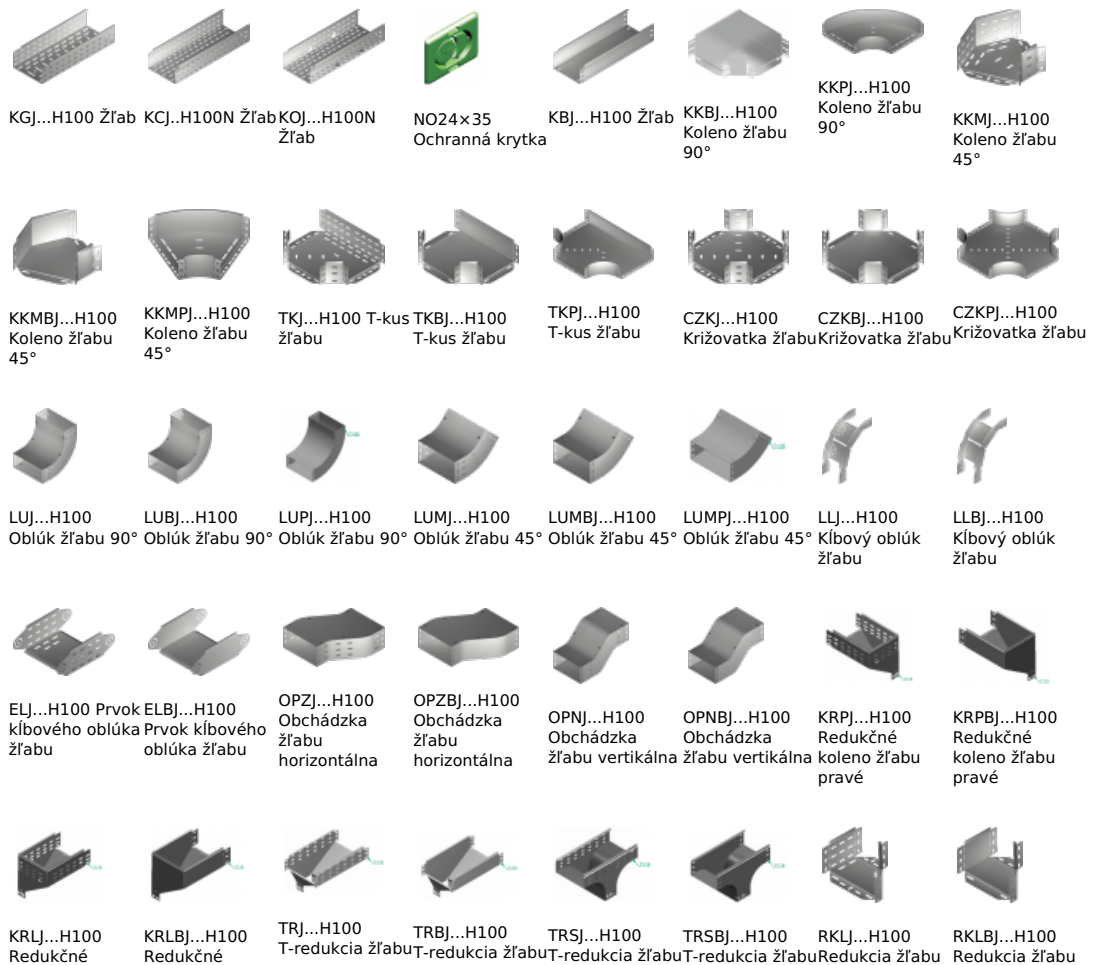 KGJ...H100 Žľab
KCJ..H100N Žľab
KOJ...H100N
Žľab
NO24×35
Ochranná krytka
KBJ...H100 Žľab
KKBJ...H100
Koleno žľabu
90°
KKPJ...H100
Koleno žľabu
90°
KKMJ...H100
Koleno žľabu
45°
KKMBJ...H100
Koleno žľabu
45°
KKMPJ...H100
Koleno žľabu
45°
TKJ...H100 T-kus
žľabu
TKBJ...H100
T-kus žľabu
TKPJ...H100
T-kus žľabu
CZKJ...H100
Križovatka žľabu
CZKBJ...H100
Križovatka žľabu
CZKPJ...H100
Križovatka žľabu
LUJ...H100
Oblúk žľabu 90°
LUBJ...H100
Oblúk žľabu 90°
LUPJ...H100
Oblúk žľabu 90°
LUMJ...H100
Oblúk žľabu 45°
LUMBJ...H100
Oblúk žľabu 45°
LUMPJ...H100
Oblúk žľabu 45°
LLJ...H100
Kĺbový oblúk
žľabu
LLBJ...H100
Kĺbový oblúk
žľabu
ELJ...H100 Prvok
kĺbového oblúka
žľabu
ELBJ...H100
Prvok kĺbového
oblúka žľabu
OPZJ...H100
Obchádzka
žľabu
horizontálna
OPZBJ...H100
Obchádzka
žľabu
horizontálna
OPNJ...H100
Obchádzka
žľabu vertikálna
OPNBJ...H100
Obchádzka
žľabu vertikálna
KRPJ...H100
Redukčné
koleno žľabu
pravé
KRPBJ...H100
Redukčné
koleno žľabu
pravé
KRLJ...H100
Redukčné
KRLBJ...H100
Redukčné
TRJ...H100
T-redukcia žľabu
TRBJ...H100
T-redukcia žľabu
TRSJ...H100
T-redukcia žľabu
TRSBJ...H100
T-redukcia žľabu
RKLJ...H100
Redukcia žľabu
RKLBJ...H100
Redukcia žľabu